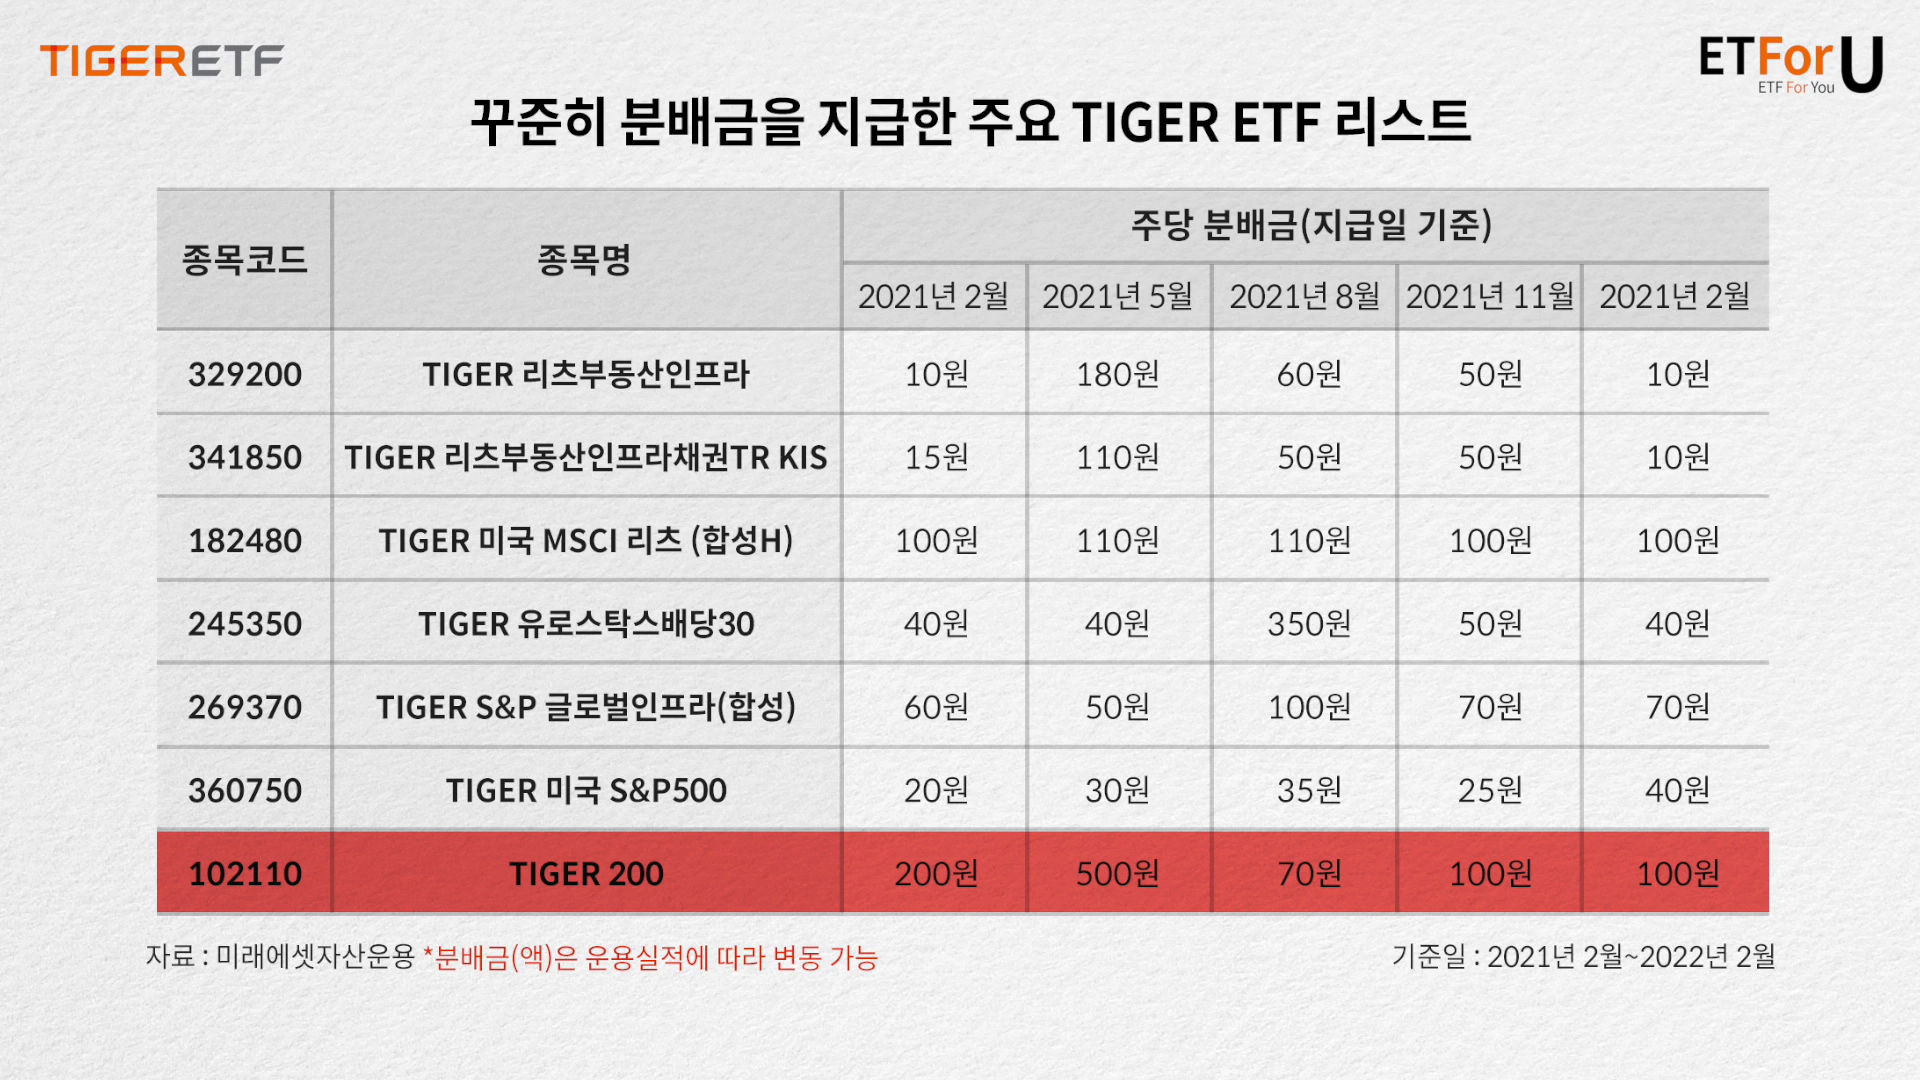 TIGERETF
ETForU
ETF For You
꾸준히 분배금을 지급한 주요 TIGER ETF 리스트
종목코드 종목명 주당 분배금(지급일 기준)
2021년 2월 2021년 5월 2021년 8월 2021년 11월 2021년 2월
329200 TIGER 리츠부동산인프라 10원 180원 60원 50원 10원
341850 TIGER 리츠부동산인프라채권TR KIS 15원 110원 50원 50원 10원
182480 TIGER 미국 MSCI 리츠 (합성H) 100원 110원 110원 100원 100원
245350 TIGER 유로스탁스배당30 40원 40원 350원 50원 40원
269370 TIGER S&P 글로벌인프라(합성) 60원 50원 100원 70원 70원
360750 TIGER 미국 S&P500 20원 30원 35원 25원 40원
102110 TIGER 200 200원 500원 70원 100원 100원
자료 : 미래에셋자산운용 *분배금(액)은 운용실적에 따라 변동 가능 기준일 : 2021년 2월~2022년 2월